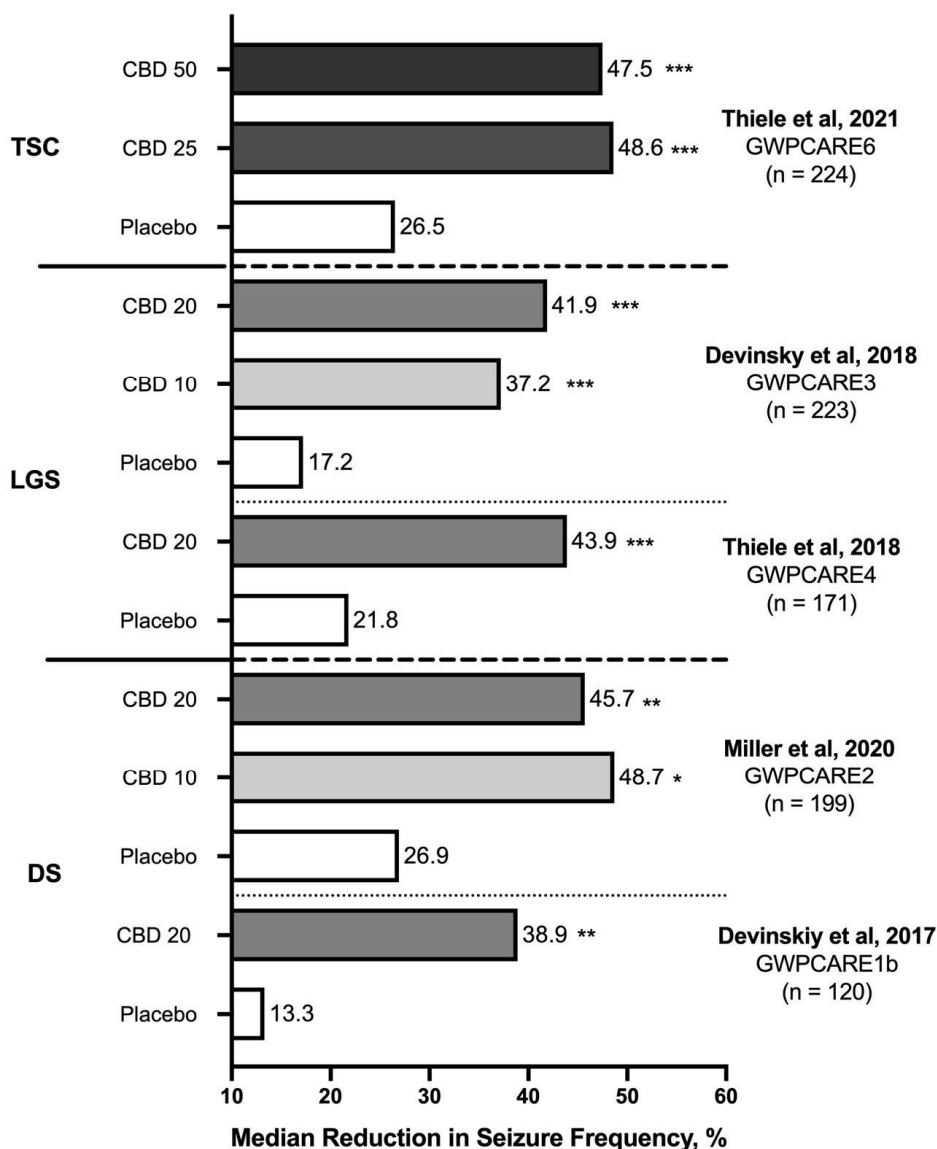 CBD 50
47.5 ***
TSC
CBD 25
48.6 ***
Placebo
26.5
Thiele et al, 2021
GWPCARE6
(n = 224)
LGS
CBD 20
41.9 ***
CBD 10
37.2 ***
Placebo
17.2
Devinsky et al, 2018
GWPCARE3
(n = 223)
CBD 20
43.9 ***
Placebo
21.8
Thiele et al, 2018
GWPCARE4
(n = 171)
DS
CBD 20
45.7 **
CBD 10
48.7 *
Placebo
26.9
Miller et al, 2020
GWPCARE2
(n = 199)
CBD 20
38.9 **
Placebo
13.3
Devinskiy et al, 2017
GWPCARE1b
(n = 120)
10 20 30 40 50 60
Median Reduction in Seizure Frequency, %